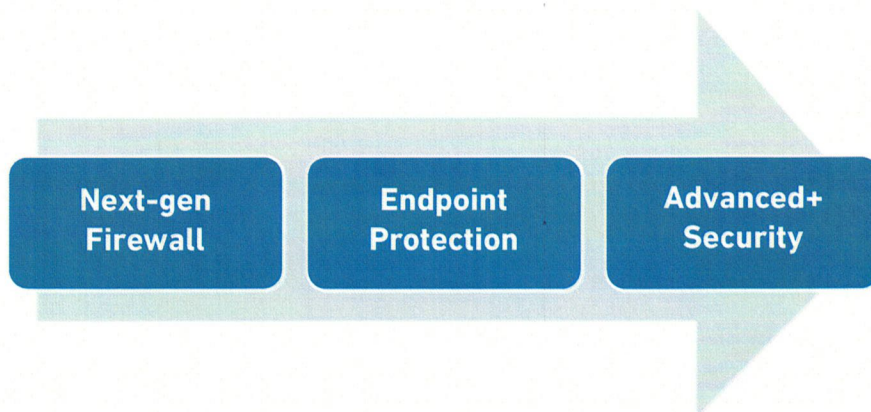 Next-gen
Firewall
Endpoint
Protection
Advanced+
Security